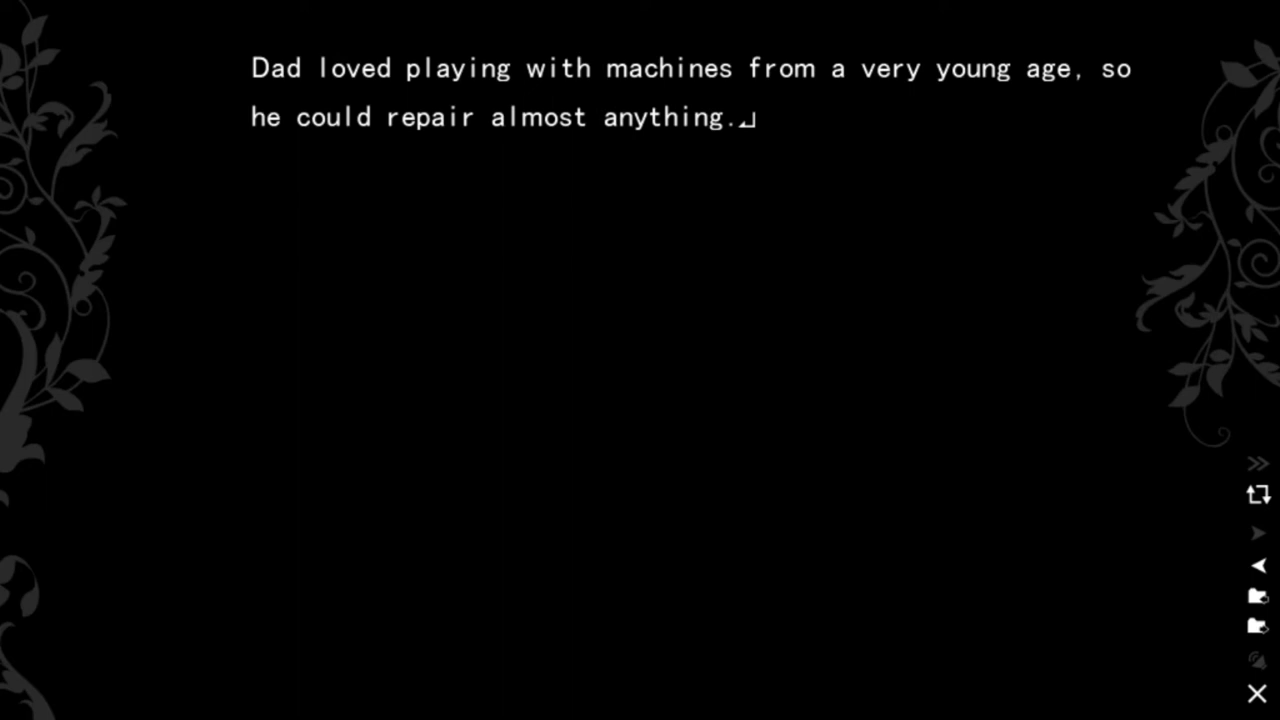 Dad loved playing with machines from a very young age, so
he could repair almost anything.